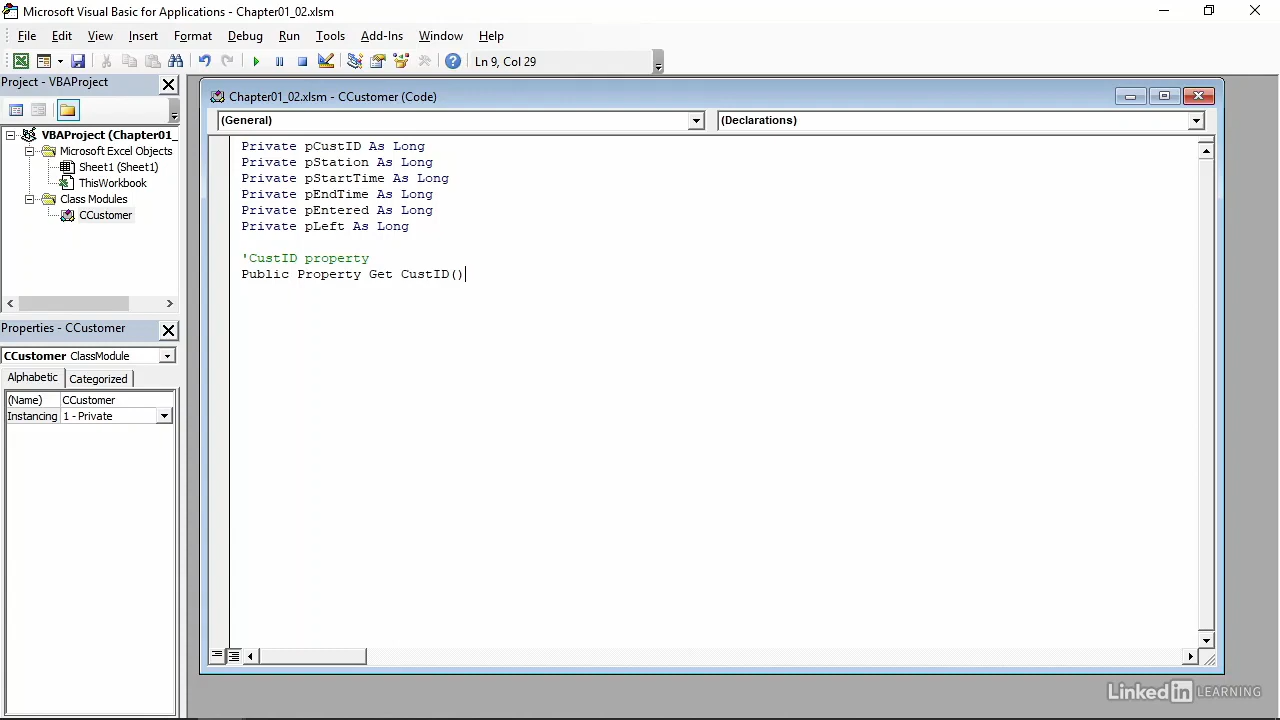 Microsoft Visual Basic for Applications - Chapter01_02.xlsm
File Edit View Insert Format Debug Run Tools Add-Ins Window Help
Ln 9, Col 29
Project - VBAProject
VBAProject (Chapter01_
Microsoft Excel Objects
Sheet1 (Sheet1)
ThisWorkbook
Class Modules
CCustomer
Properties - CCustomer
CCustomer ClassModule
Alphabetic Categorized
(Name) CCustomer
Instancing 1 - Private
Chapter01_02.xlsm - CCustomer (Code)
(General) (Declarations)
Private pCustID As Long
Private pStation As Long
Private pStartTime As Long
Private pEndTime As Long
Private pEntered As Long
Private pLeft As Long
'CustID property
Public Property Get CustID()
LinkedIn LEARNING